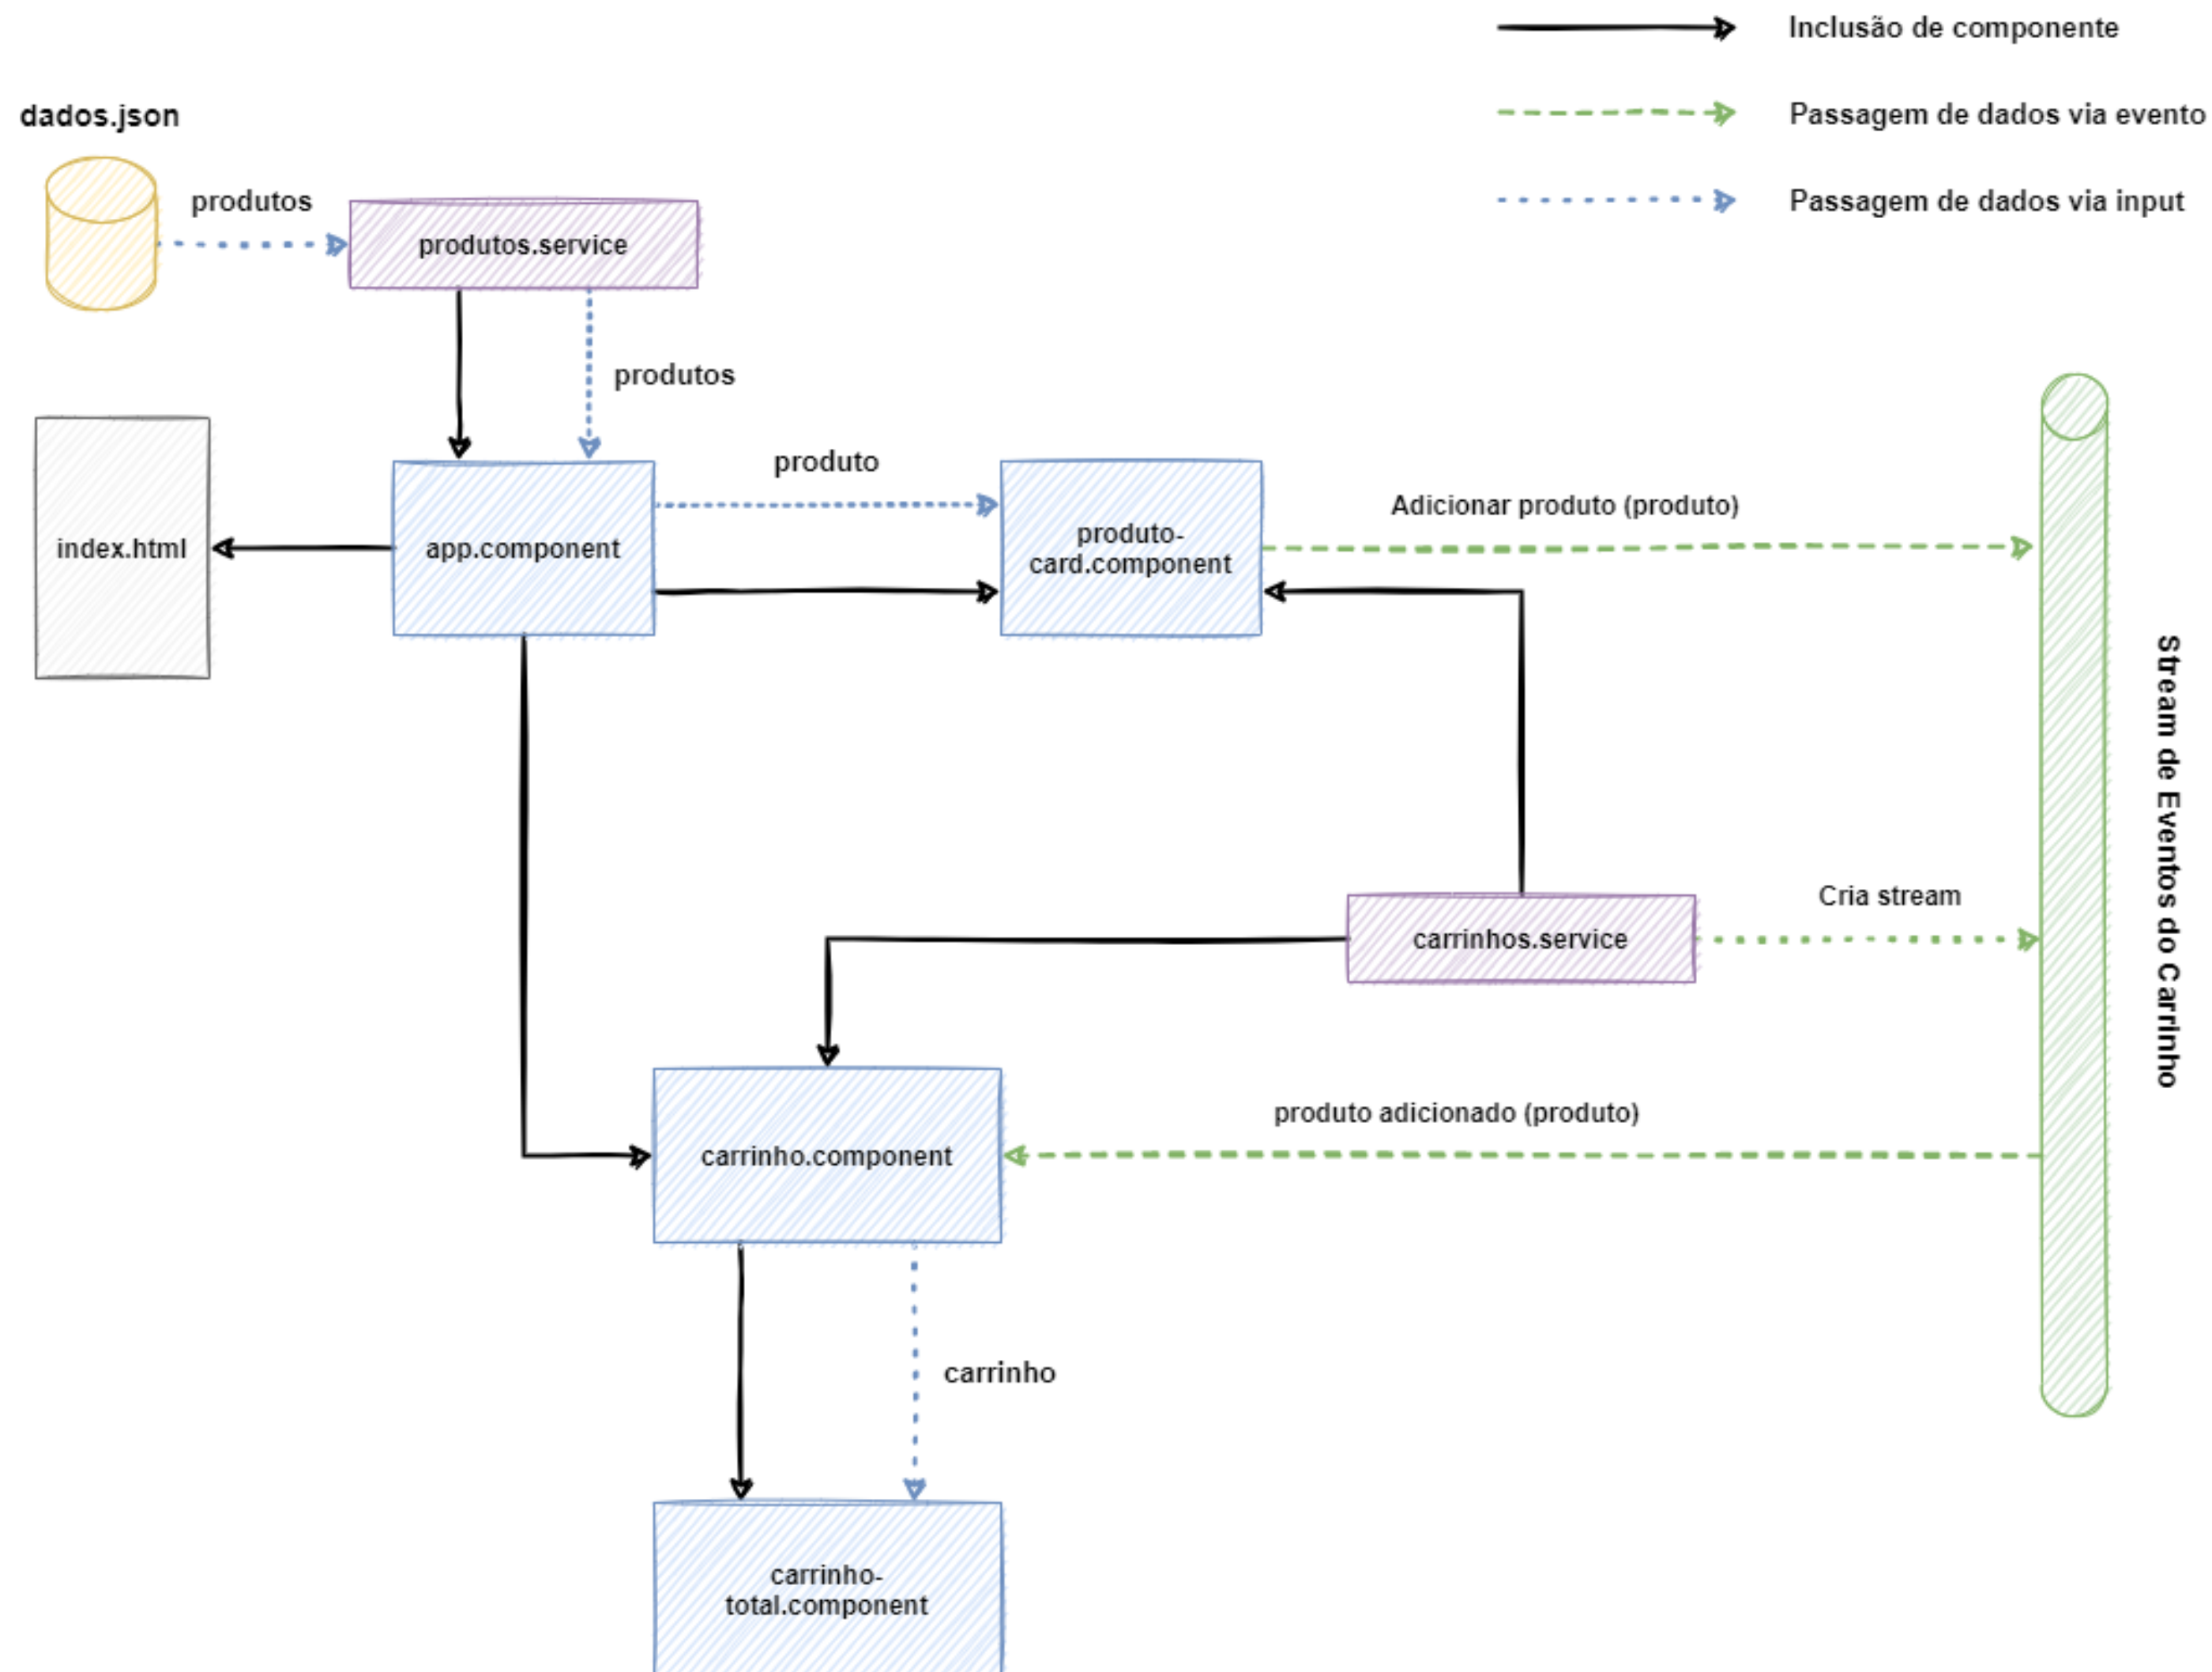 Inclusão de componente
Passagem de dados via evento
Passagem de dados via input
dados.json
produtos
produtos.service
produtos
index.html
app.component
produto
produto-
card.component
Adicionar produto (produto)
Stream de Eventos do Carrinho
carrinhos.service
Cria stream
carrinho.component
produto adicionado (produto)
carrinho
carrinho-
total.component